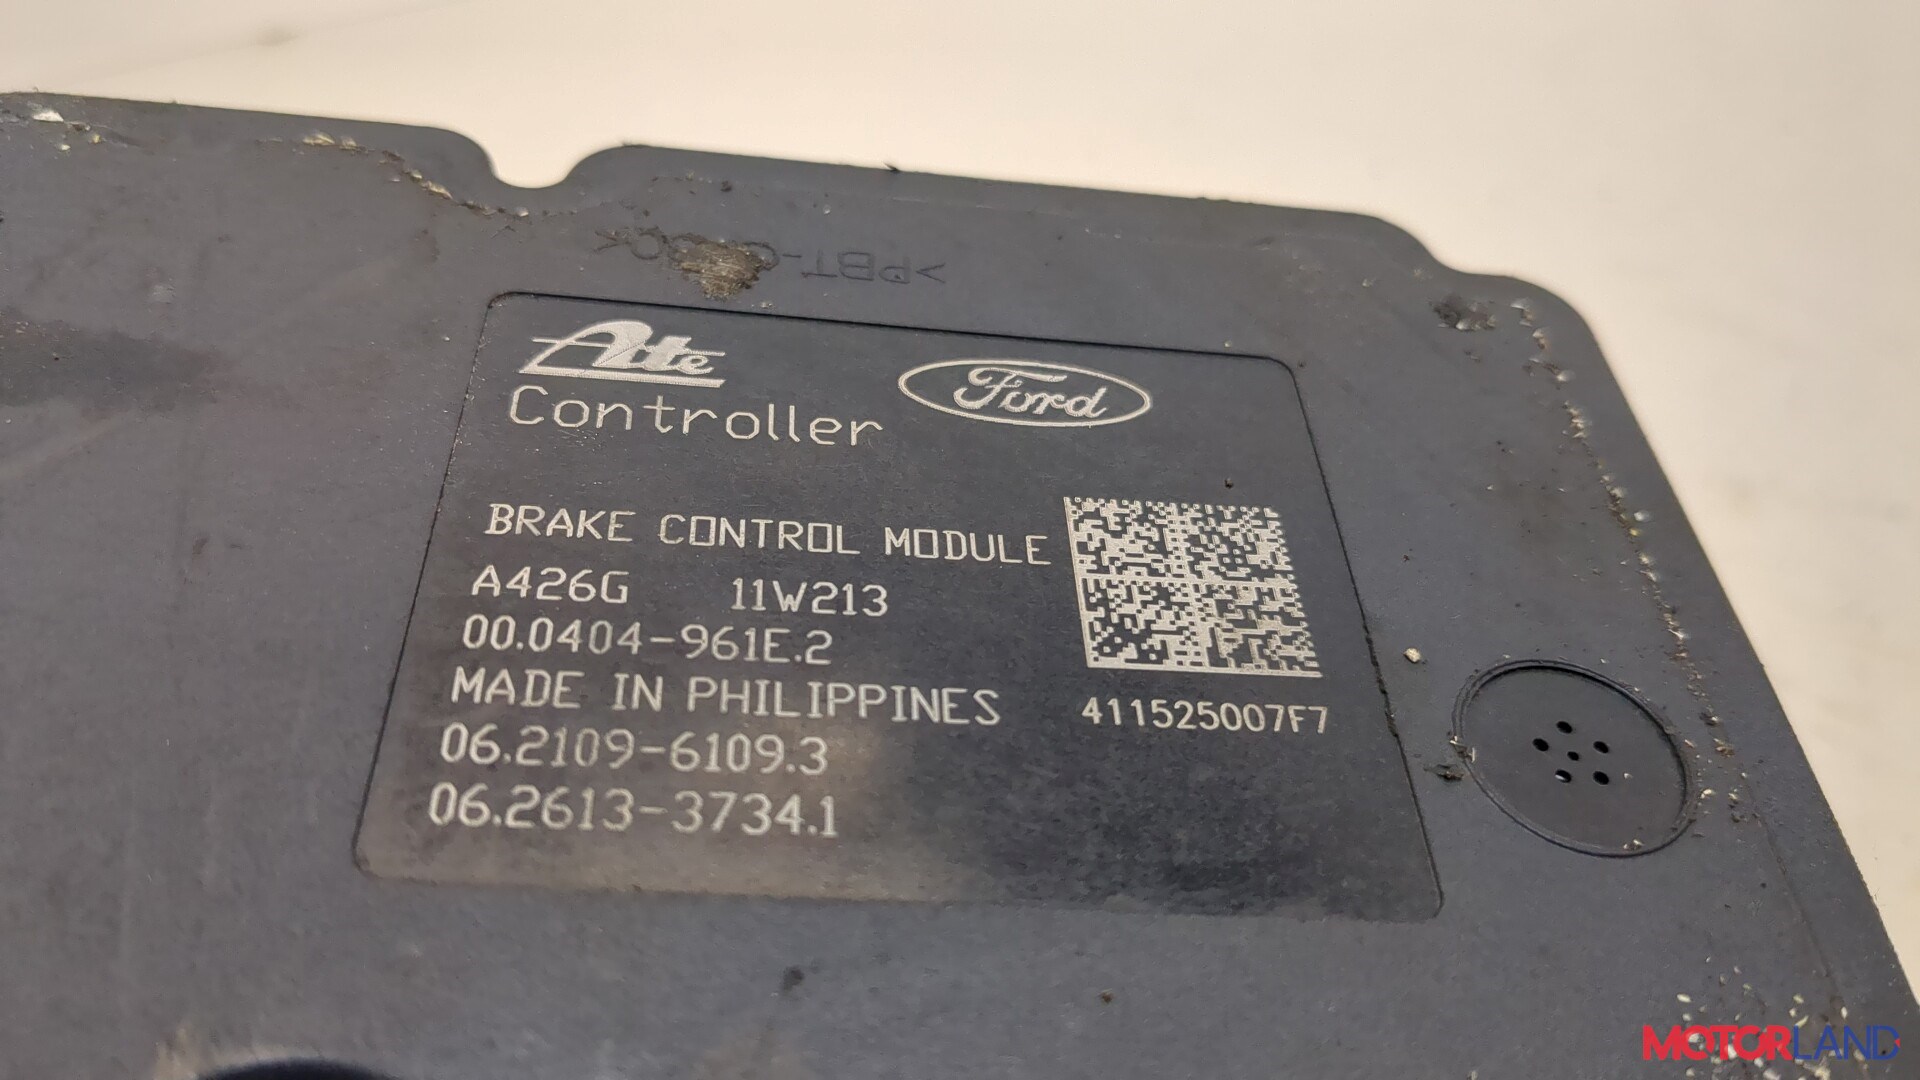 Ate
Ford
Controller
BRAKE CONTROL MODULE
A426G 11W213
00.0404-961E.2
MADE IN PHILIPPINES
411525007F7
06.2109-6109.3
06.2613-3734.1
MOTORLAND